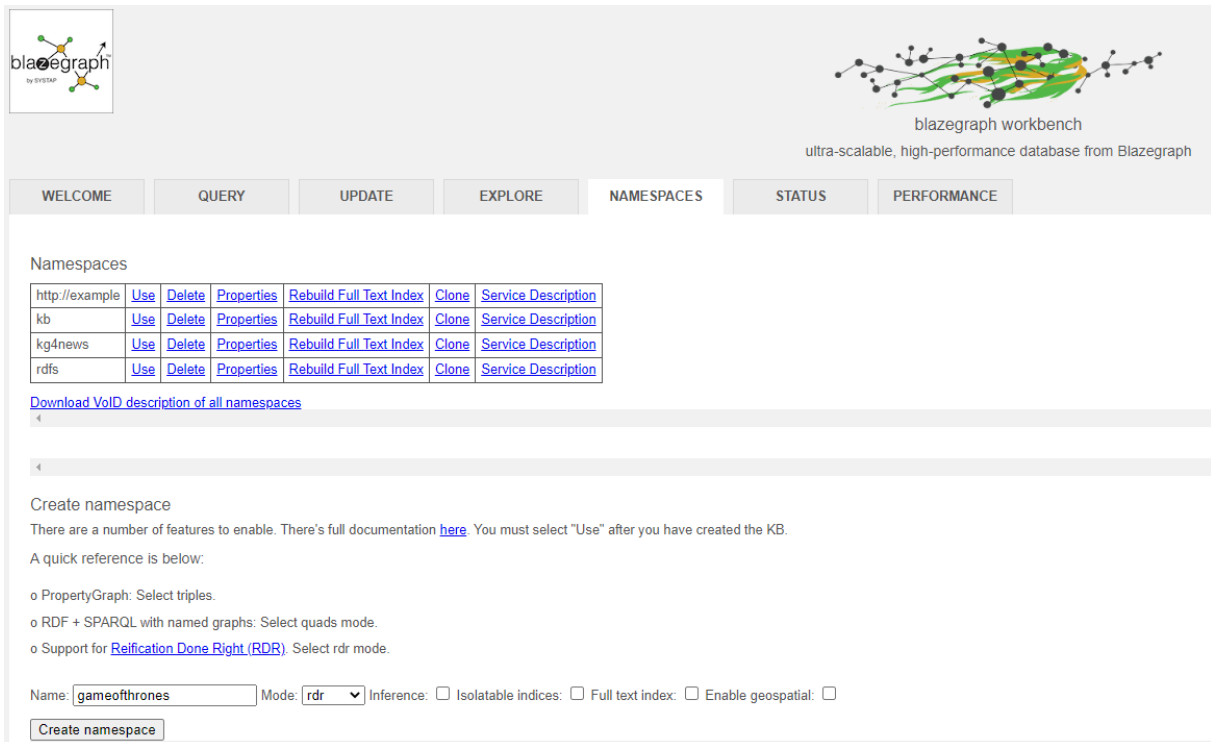 blazegraph™
by SYSTAP
blazegraph workbench
ultra-scalable, high-performance database from Blazegraph
WELCOME QUERY UPDATE EXPLORE NAMESPACES STATUS PERFORMANCE
Namespaces
http://example Use Delete Properties Rebuild Full Text Index Clone Service Description
kb Use Delete Properties Rebuild Full Text Index Clone Service Description
kg4news Use Delete Properties Rebuild Full Text Index Clone Service Description
rdfs Use Delete Properties Rebuild Full Text Index Clone Service Description
Download VoID description of all namespaces
Create namespace
There are a number of features to enable. There's full documentation here. You must select "Use" after you have created the KB.
A quick reference is below:
o PropertyGraph: Select triples.
o RDF + SPARQL with named graphs: Select quads mode.
o Support for Reification Done Right (RDR). Select rdr mode.
Name: gameofthrones Mode: rdr Inference: Isolatable indices: Full text index: Enable geospatial:
Create namespace